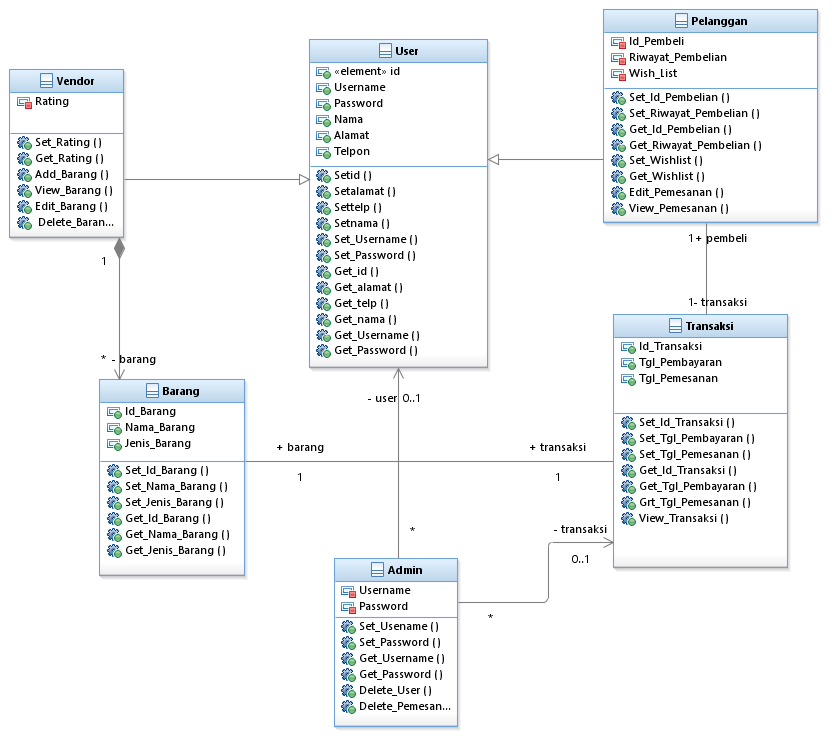 Vendor
Rating
Set_Rating ( )
Get_Rating ( )
Add_Barang ( )
View_Barang ( )
Edit_Barang ( )
Delete_Baran...
User
«element» id
Username
Password
Nama
Alamat
Telpon
Setid ( )
Setalamat ( )
Settelp ( )
Setnama ( )
Set_Username ( )
Set_Password ( )
Get_id ( )
Get_alamat ( )
Get_telp ( )
Get_nama ( )
Get_Username ( )
Get_Password ( )
Pelanggan
Id_Pembeli
Riwayat_Pembelian
Wish_List
Set_Id_Pembelian ( )
Set_Riwayat_Pembelian ( )
Get_Id_Pembelian ( )
Get_Riwayat_Pembelian ( )
Set_Wishlist ( )
Get_Wishlist ( )
Edit_Pemesanan ( )
View_Pemesanan ( )
1
* - barang
1+ pembeli
1- transaksi
Barang
Id_Barang
Nama_Barang
Jenis_Barang
Set_Id_Barang ( )
Set_Nama_Barang ( )
Set_Jenis_Barang ( )
Get_Id_Barang ( )
Get_Nama_Barang ( )
Get_Jenis_Barang ( )
Transaksi
Id_Transaksi
Tgl_Pembayaran
Tgl_Pemesanan
Set_Id_Transaksi ( )
Set_Tgl_Pembayaran ( )
Set_Tgl_Pemesanan ( )
Get_Id_Transaksi ( )
Get_Tgl_Pembayaran ( )
Grt_Tgl_Pemesanan ( )
View_Transaksi ( )
- user 0..1
+ barang
1
+ transaksi
1
*
- transaksi
0..1
*
Admin
Username
Password
Set_Usename ( )
Set_Password ( )
Get_Username ( )
Get_Password ( )
Delete_User ( )
Delete_Pemesan...